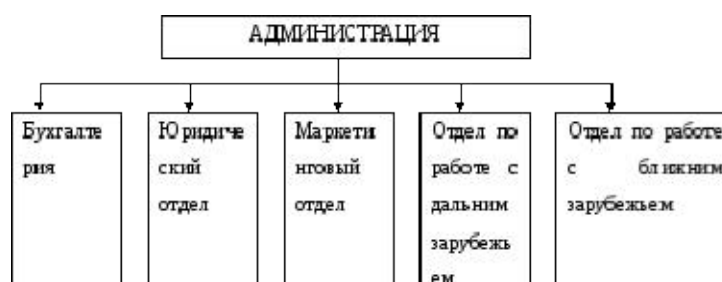 АДМИНИСТРАЦИЯ
Бухгалте
рия
Юридиче
ский
отдел
Маркети
нговый
отдел
Отдел по
работе с
дальним
зарубежь
ем
Отдел по работе
с ближним
зарубежьем